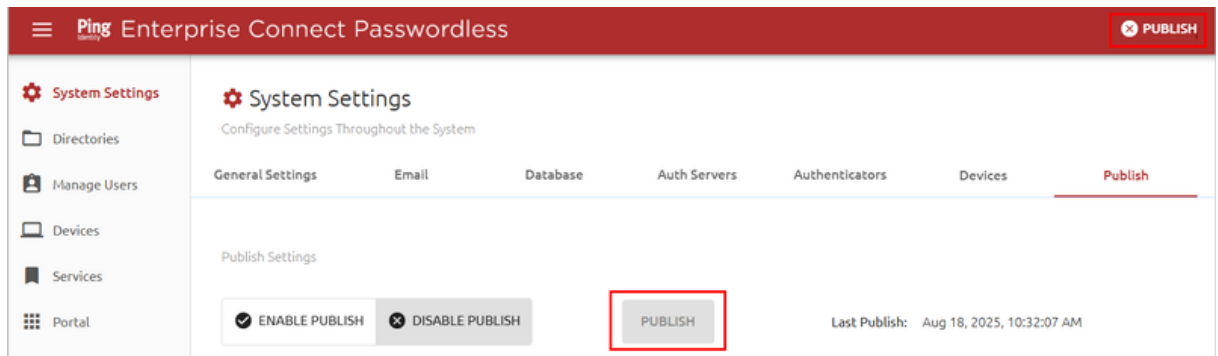 Ping Identity Enterprise Connect Passwordless PUBLISH
System Settings
Directories
Manage Users
Devices
Services
Portal
System Settings
Configure Settings Throughout the System
General Settings Email Database Auth Servers Authenticators Devices Publish
Publish Settings
ENABLE PUBLISH DISABLE PUBLISH PUBLISH Last Publish: Aug 18, 2025, 10:32:07 AM